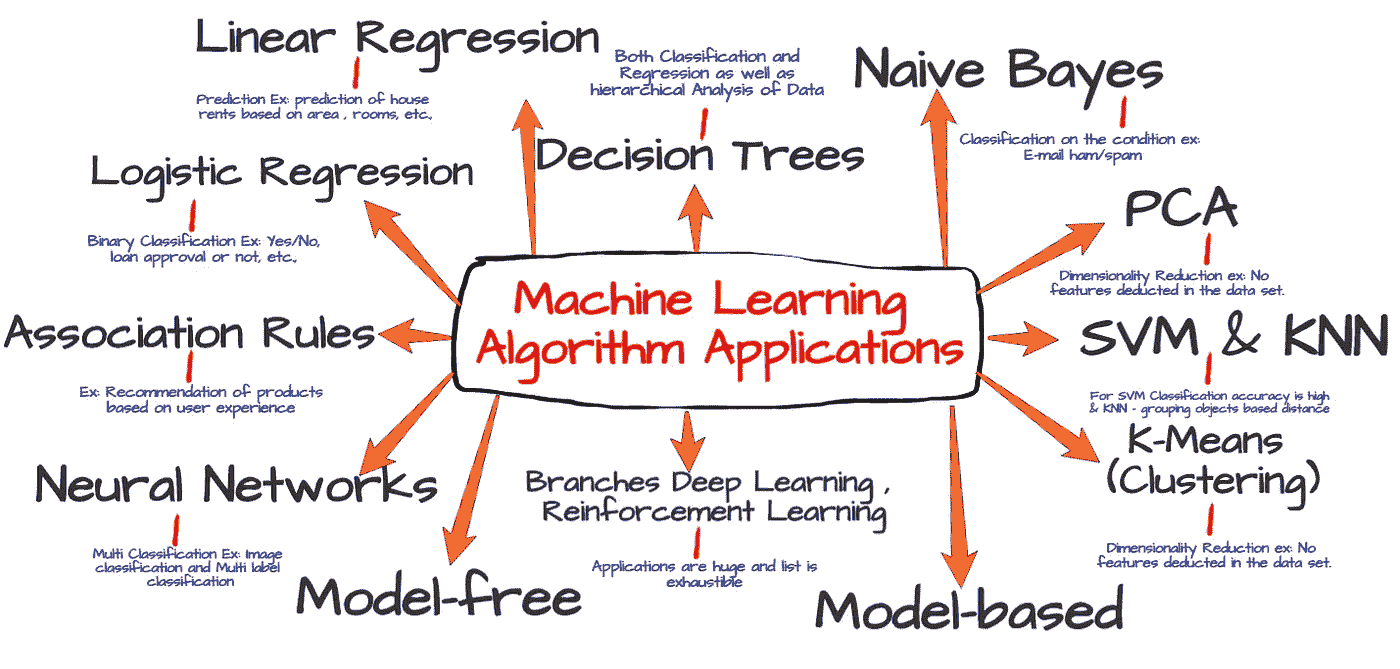 Linear Regression
Prediction Ex: prediction of house
rents based on area , rooms, etc.,
Both Classification and
Regression as well as
hierarchical Analysis of Data
Decision Trees
Naive Bayes
Classification on the condition ex:
E-mail ham/spam
Logistic Regression
Binary Classification Ex: Yes/No,
loan approval or not, etc.,
PCA
Dimensionality Reduction ex: No
features deducted in the data set.
Machine Learning
Algorithm Applications
Association Rules
Ex: Recommendation of products
based on user experience
SVM & KNN
For SVM Classification accuracy is high
& KNN - grouping objects based distance
K-Means
(Clustering)
Dimensionality Reduction ex: No
features deducted in the data set.
Neural Networks
Multi Classification Ex: Image
classification and Multi label
classification
Branches Deep Learning ,
Reinforcement Learning
Applications are huge and list is
exhaustible
Model-free
Model-based